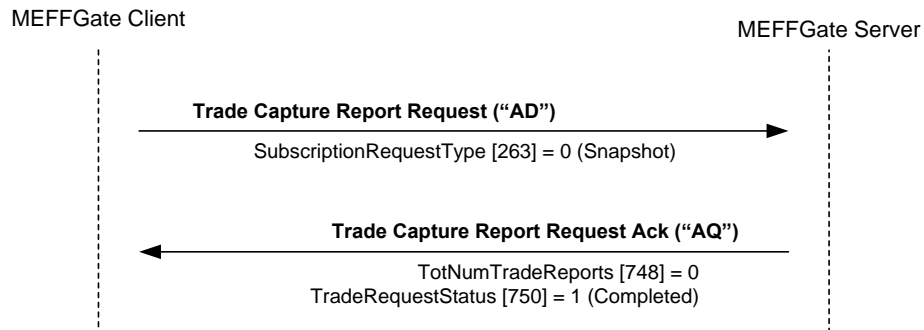 MEFFGate Client
MEFFGate Server
Trade Capture Report Request (“AD”)
SubscriptionRequestType [263] = 0 (Snapshot)
Trade Capture Report Request Ack (“AQ”)
TotNumTradeReports [748] = 0
TradeRequestStatus [750] = 1 (Completed)